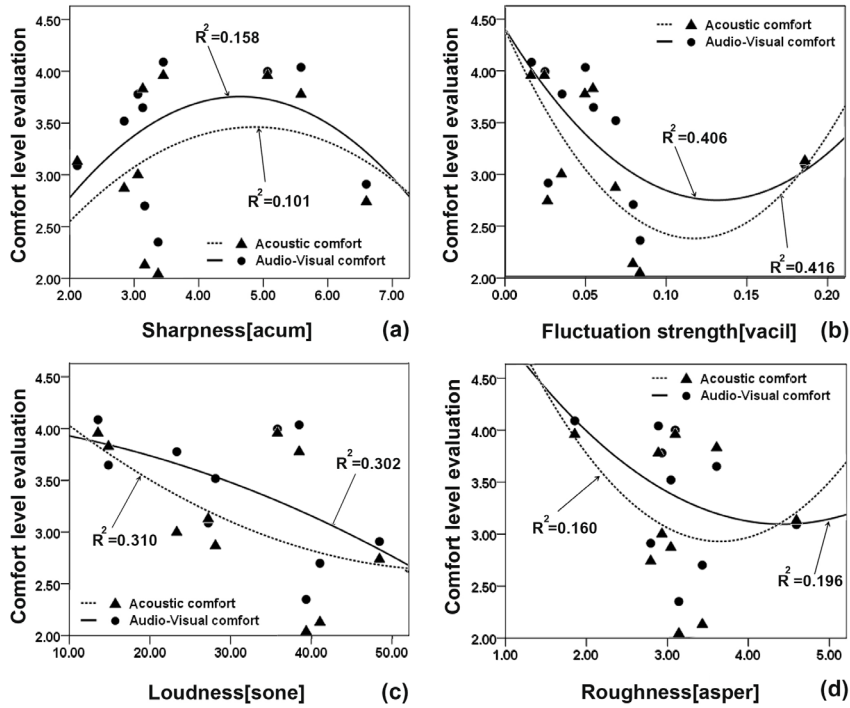 4.50
4.00
3.50
3.00
2.50
2.00
Comfort level evaluation
R²=0.158
R²=0.101
Acoustic comfort
Audio-Visual comfort
2.00 3.00 4.00 5.00 6.00 7.00
Sharpness[acum] (a)
4.50
4.00
3.50
3.00
2.50
2.00
Comfort level evaluation
Acoustic comfort
Audio-Visual comfort
R²=0.406
R²=0.416
0.00 0.05 0.10 0.15 0.20
Fluctuation strength[vacil] (b)
4.50
4.00
3.50
3.00
2.50
2.00
Comfort level evaluation
R²=0.302
R²=0.310
Acoustic comfort
Audio-Visual comfort
10.00 20.00 30.00 40.00 50.00
Loudness[sone] (c)
4.50
4.00
3.50
3.00
2.50
2.00
Comfort level evaluation
Acoustic comfort
Audio-Visual comfort
R²=0.160
R²=0.196
1.00 2.00 3.00 4.00 5.00
Roughness[asper] (d)